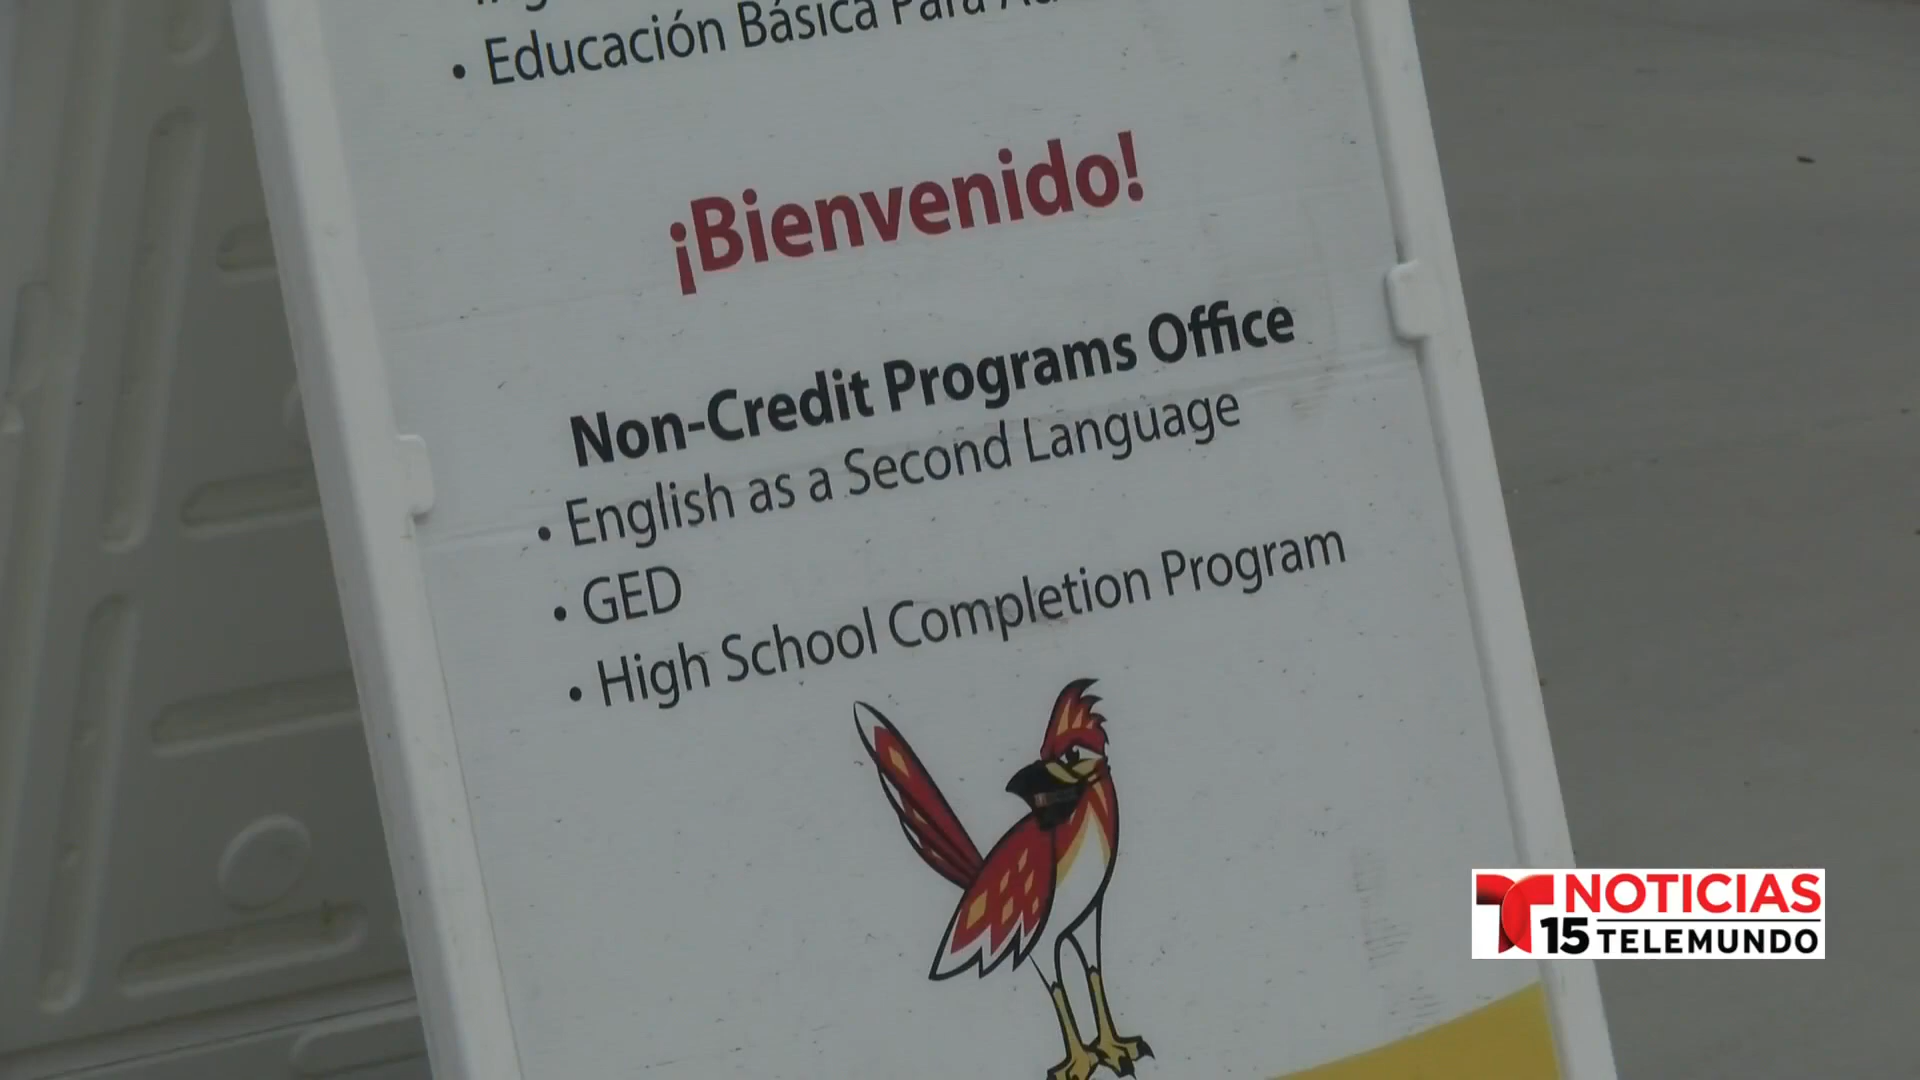 • Educación Básica Para
¡Bienvenido!
Non-Credit Programs Office
• English as a Second Language
• GED
• High School Completion Program
NOTICIAS
15 TELEMUNDO